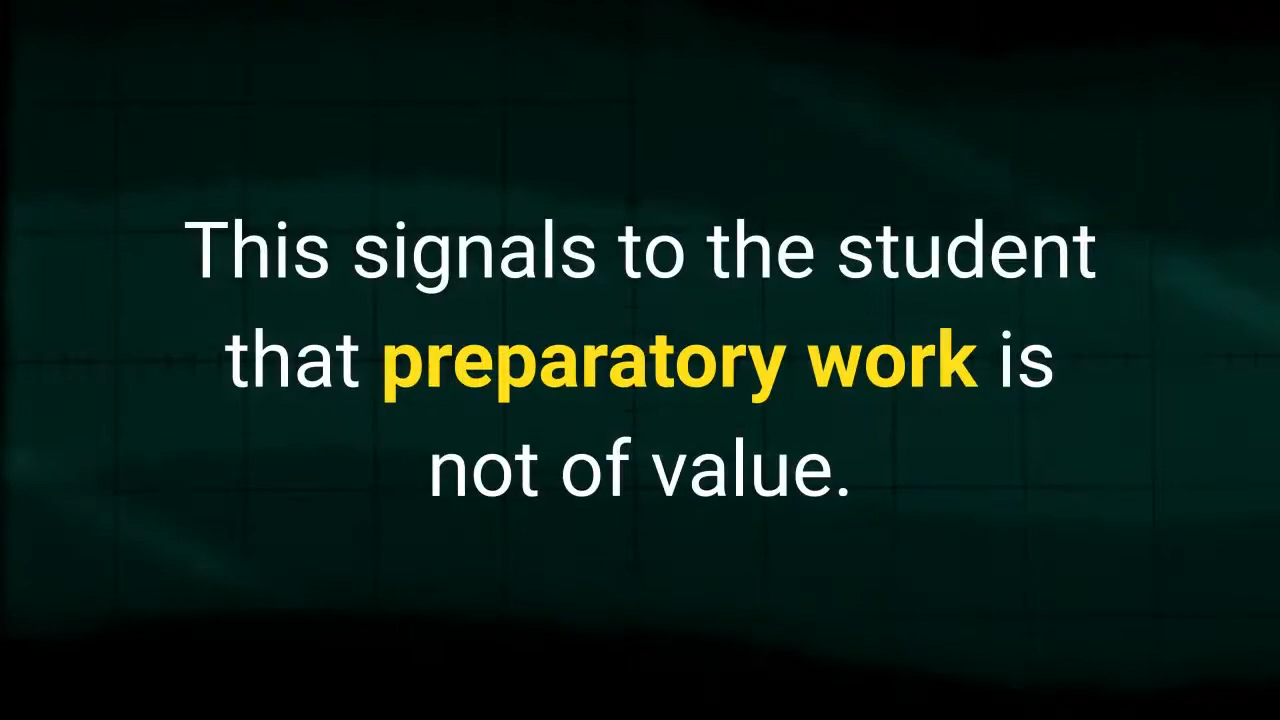 This signals to the student
that preparatory work is
not of value.